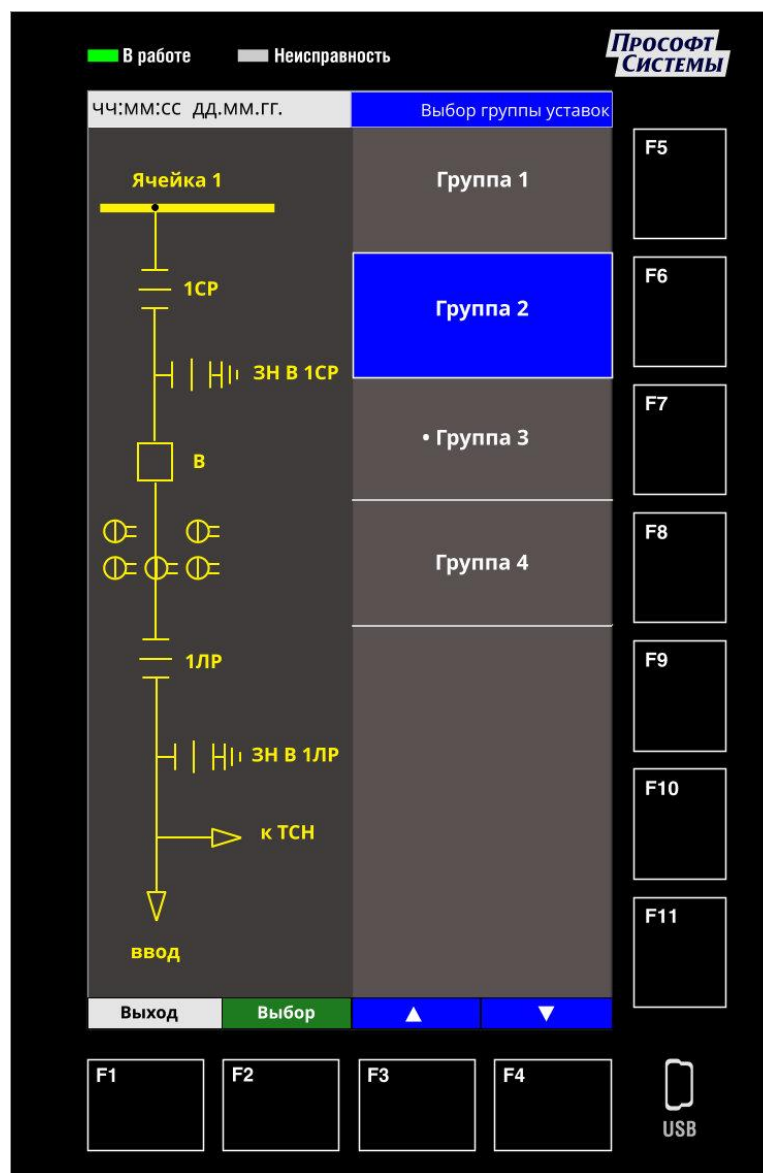 В работе
Неисправность
ПРОСОФТ
СИСТЕМЫ
чч:мм:сс дд.мм.гг.
Выбор группы уставок
Ячейка 1
1СР
ЗН В 1СР
В
1ЛР
ЗН В 1ЛР
к ТСН
ввод
Группа 1
Группа 2
• Группа 3
Группа 4
F5
F6
F7
F8
F9
F10
F11
Выход
Выбор
▲
▼
F1
F2
F3
F4
USB